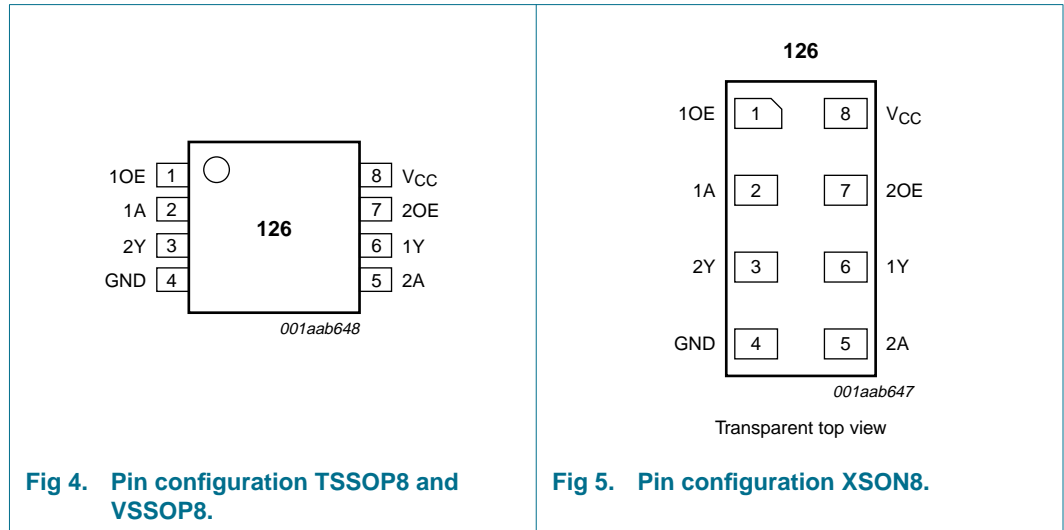 1OE 1 8 VCC
1A 2 7 2OE
126
2Y 3 6 1Y
GND 4 5 2A
001aab648
Fig 4. Pin configuration TSSOP8 and
VSSOP8.
126
1OE 1 8 VCC
1A 2 7 2OE
2Y 3 6 1Y
GND 4 5 2A
001aab647
Transparent top view
Fig 5. Pin configuration XSON8.